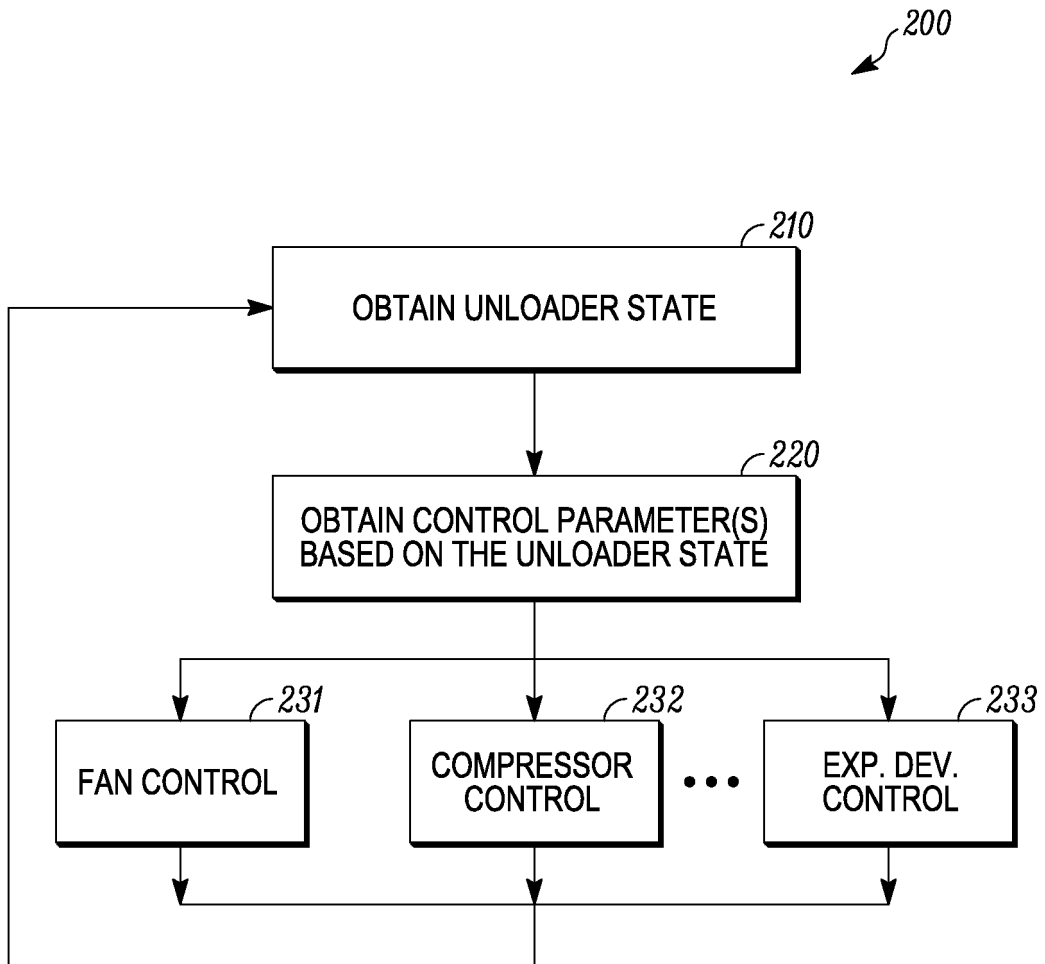 200
210
OBTAIN UNLOADER STATE
220
OBTAIN CONTROL PARAMETER(S)
BASED ON THE UNLOADER STATE
231
FAN CONTROL
232
COMPRESSOR
CONTROL
•••
233
EXP. DEV.
CONTROL